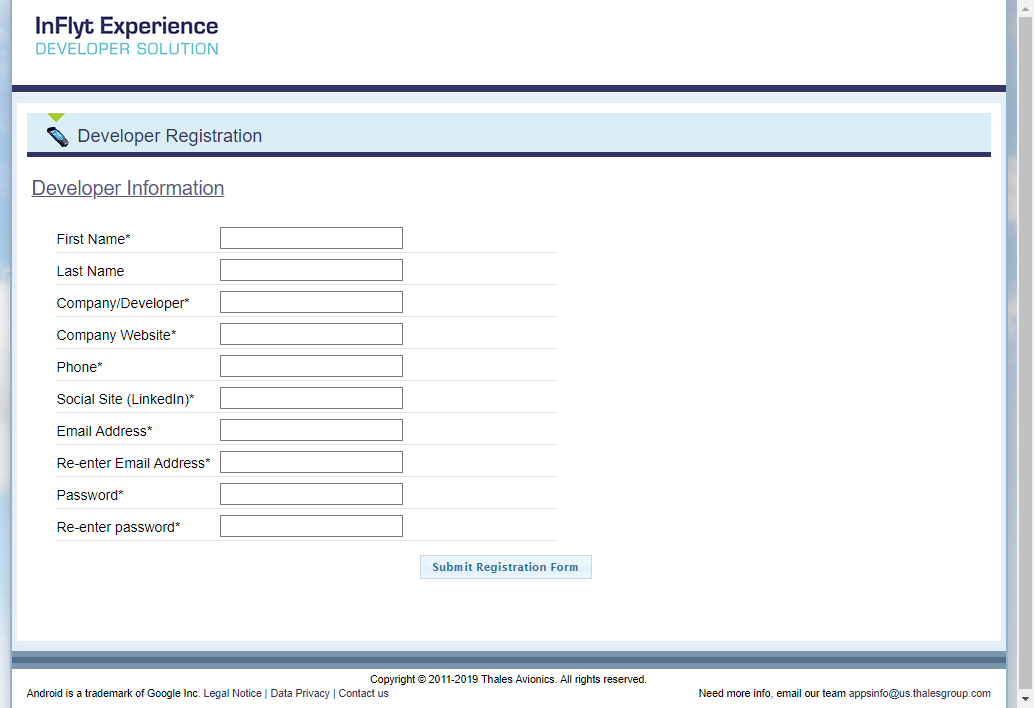 InFlyt Experience
DEVELOPER SOLUTION
Developer Registration
Developer Information
First Name*
Last Name
Company/Developer*
Company Website*
Phone*
Social Site (LinkedIn)*
Email Address*
Re-enter Email Address*
Password*
Re-enter password*
Submit Registration Form
Copyright © 2011-2019 Thales Avionics. All rights reserved.
Android is a trademark of Google Inc. Legal Notice | Data Privacy | Contact us
Need more info, email our team appsinfo@us.thalesgroup.com